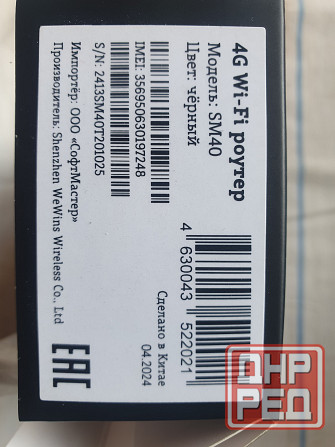 4G Wi-Fi роутер
Модель: SM40
Цвет: чёрный
4 630043 522021
IMEI: 356950630197248
S/N: 2413SM40T201025
Сделано в Китае
04.2024
Импортёр: ООО «СофтМастер»
Производитель: Shenzhen WeWins Wireless Co., Ltd
EAC
ДНР
РЕД